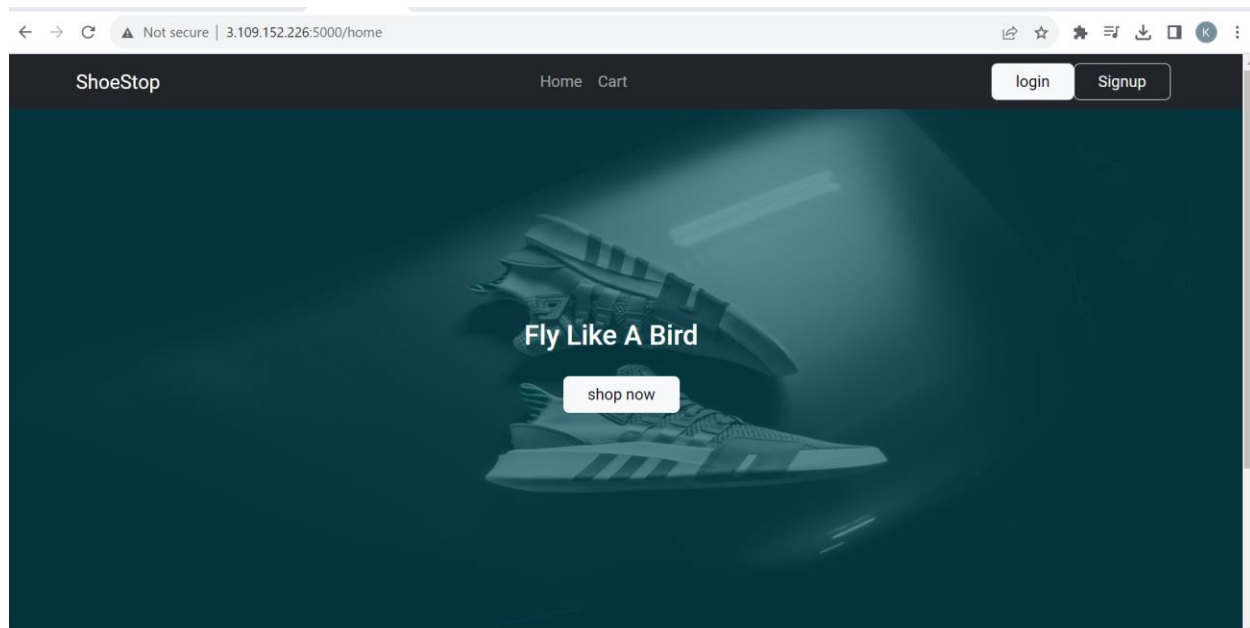 Not secure | 3.109.152.226:5000/home
K
ShoeStop Home Cart login Signup
Fly Like A Bird
shop now